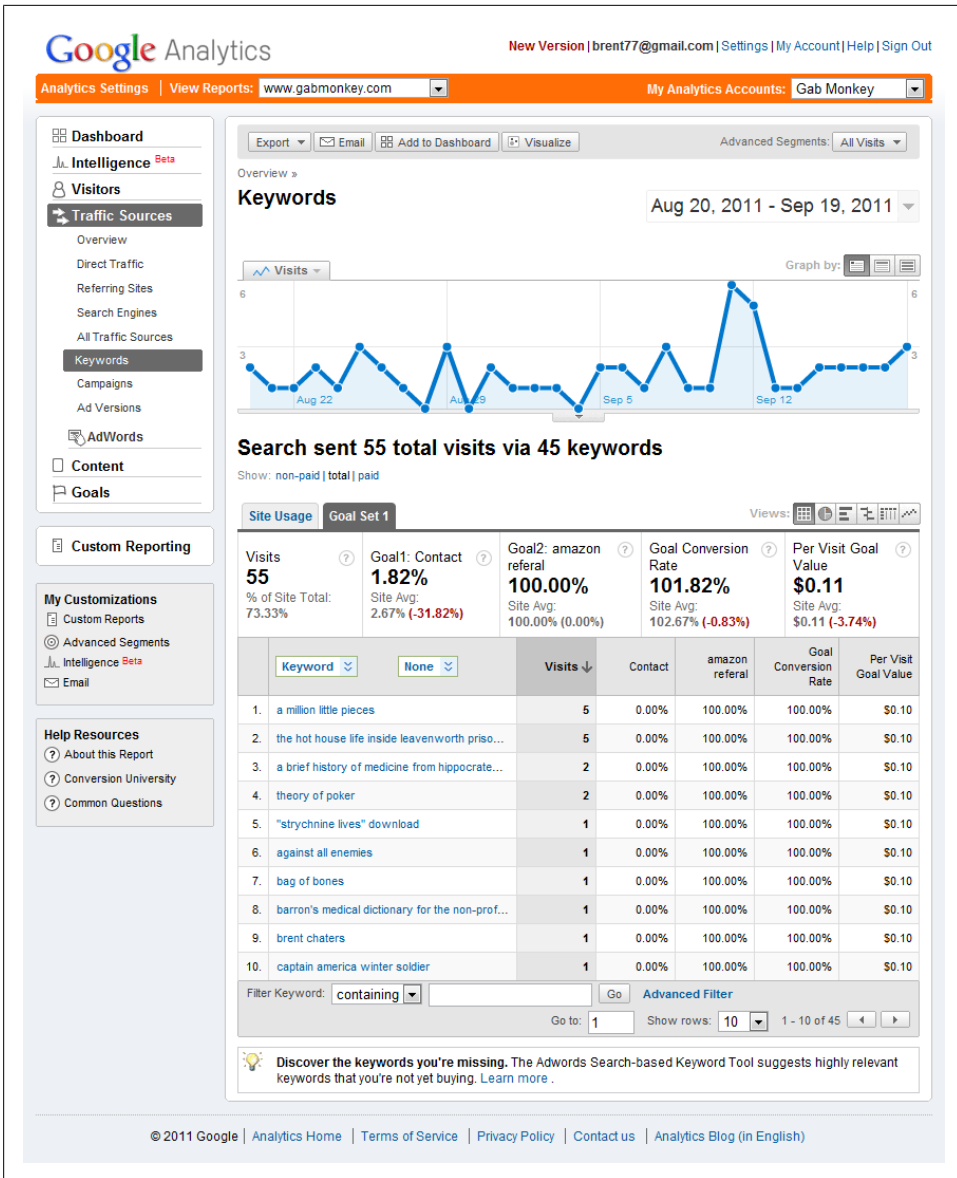 Google Analytics
New Version | brent77@gmail.com | Settings | My Account | Help | Sign Out
Analytics Settings | View Reports: www.gabmonkey.com
My Analytics Accounts: Gab Monkey
Dashboard
Intelligence Beta
Visitors
Traffic Sources
Overview
Direct Traffic
Referring Sites
Search Engines
All Traffic Sources
Keywords
Campaigns
Ad Versions
AdWords
Content
Goals
Custom Reporting
My Customizations
Custom Reports
Advanced Segments
Intelligence Beta
Email
Help Resources
? About this Report
? Conversion University
? Common Questions
Export Email Add to Dashboard Visualize
Advanced Segments: All Visits
Overview »
Keywords
Aug 20, 2011 - Sep 19, 2011
Visits
Graph by:
6 6
3 3
Aug 22 Aug 29 Sep 5 Sep 12
Search sent 55 total visits via 45 keywords
Show: non-paid | total | paid
Site Usage Goal Set 1
Views:
Visits ?
55
% of Site Total:
73.33%
Goal1: Contact ?
1.82%
Site Avg:
2.67% (-31.82%)
Goal2: amazon ?
referal
100.00%
Site Avg:
100.00% (0.00%)
Goal Conversion ?
Rate
101.82%
Site Avg:
102.67% (-0.83%)
Per Visit Goal ?
Value
$0.11
Site Avg:
$0.11 (-3.74%)
Keyword None Visits Contact amazon referal Goal Conversion Rate Per Visit Goal Value
1. a million little pieces 5 0.00% 100.00% 100.00% $0.10
2. the hot house life inside leavenworth priso... 5 0.00% 100.00% 100.00% $0.10
3. a brief history of medicine from hippocrate... 2 0.00% 100.00% 100.00% $0.10
4. theory of poker 2 0.00% 100.00% 100.00% $0.10
5. "strychnine lives" download 1 0.00% 100.00% 100.00% $0.10
6. against all enemies 1 0.00% 100.00% 100.00% $0.10
7. bag of bones 1 0.00% 100.00% 100.00% $0.10
8. barron's medical dictionary for the non-prof... 1 0.00% 100.00% 100.00% $0.10
9. brent chaters 1 0.00% 100.00% 100.00% $0.10
10. captain america winter soldier 1 0.00% 100.00% 100.00% $0.10
Filter Keyword: containing Go Advanced Filter
Go to: 1 Show rows: 10 1 - 10 of 45
Discover the keywords you're missing. The Adwords Search-based Keyword Tool suggests highly relevant
keywords that you're not yet buying. Learn more .
© 2011 Google | Analytics Home | Terms of Service | Privacy Policy | Contact us | Analytics Blog (in English)